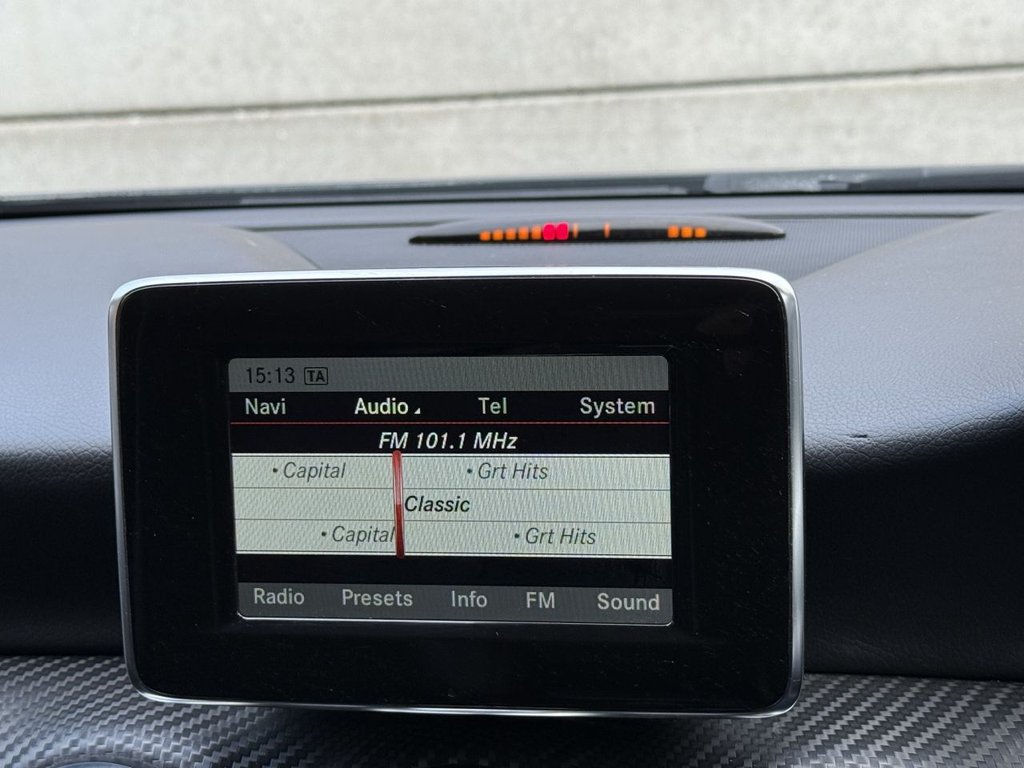 15:13 TA
Navi Audio Tel System
FM 101.1 MHz
• Capital • Grt Hits
Classic
• Capital • Grt Hits
Radio Presets Info FM Sound